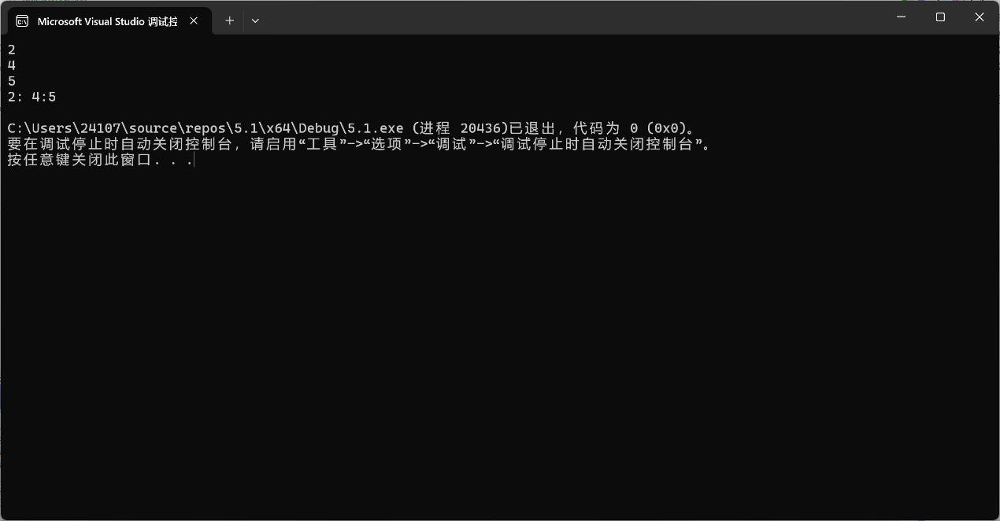 Microsoft Visual Studio 调试控
2
4
5
2: 4:5
C:\Users\24107\source\repos\5.1\x64\Debug\5.1.exe (进程 20436)已退出，代码为 0 (0x0)。
要在调试停止时自动关闭控制台，请启用“工具”->“选项”->“调试”->“调试停止时自动关闭控制台”。
按任意键关闭此窗口. . .